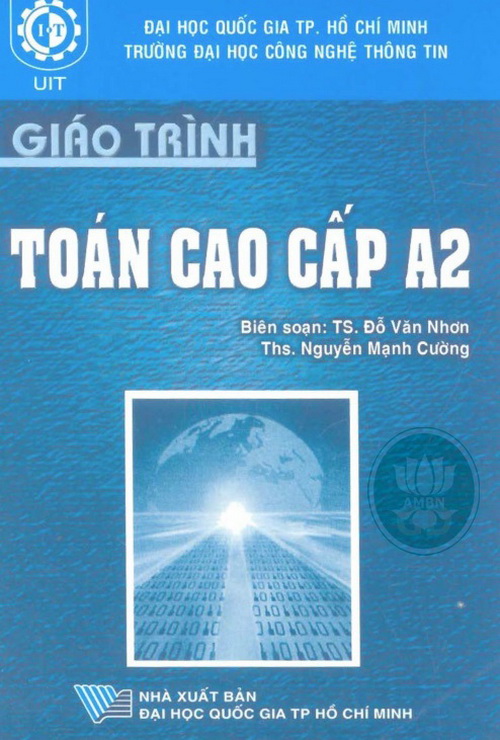 ĐẠI HỌC QUỐC GIA TP. HỒ CHÍ MINH
TRƯỜNG ĐẠI HỌC CÔNG NGHỆ THÔNG TIN
I T
UIT
GIÁO TRÌNH
TOÁN CAO CẤP A2
Biên soạn: TS. Đỗ Văn Nhơn
Ths. Nguyễn Mạnh Cường
AMBN
NHÀ XUẤT BẢN
ĐẠI HỌC QUỐC GIA TP HỒ CHÍ MINH